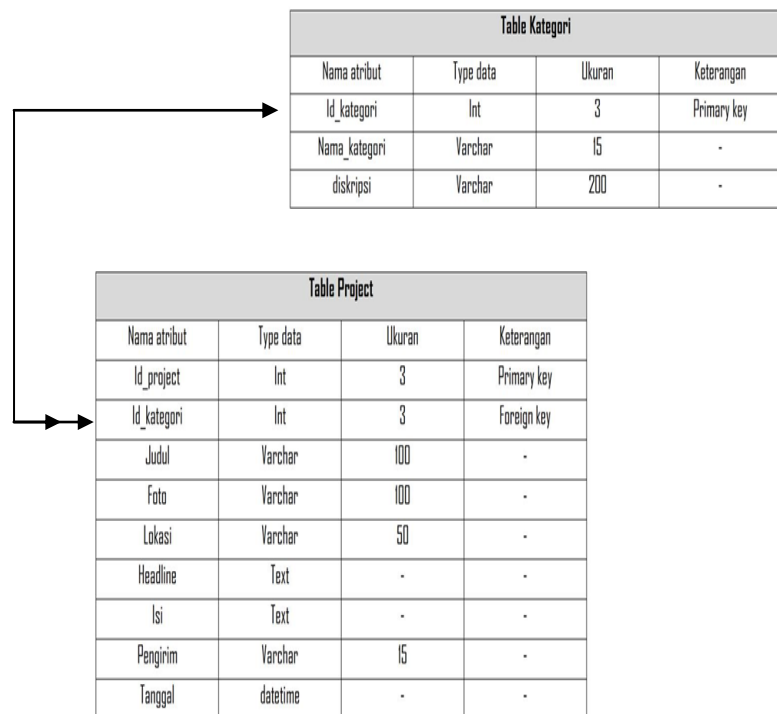 Table Kategori
Nama atribut Type data Ukuran Keterangan
Id_kategori Int 3 Primary key
Nama_kategori Varchar 15 -
diskripsi Varchar 200 -
Table Project
Nama atribut Type data Ukuran Keterangan
Id_project Int 3 Primary key
Id_kategori Int 3 Foreign key
Judul Varchar 100 -
Foto Varchar 100 -
Lokasi Varchar 50 -
Headline Text - -
Isi Text - -
Pengirim Varchar 15 -
Tanggal datetime - -